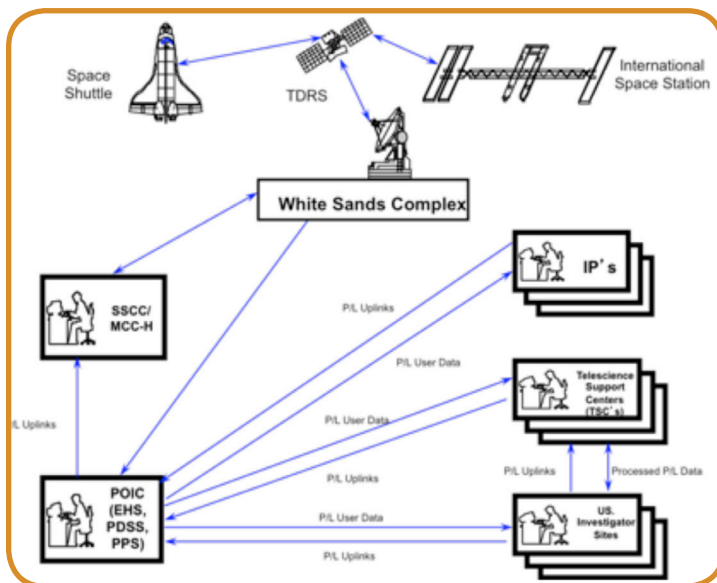 Space
Shuttle
TDRS
International
Space Station
White Sands Complex
IP's
SSCC/
MCC-H
P/L Uplinks
P/L User Data
Telescience
Support
Centers
(TSC's)
/L Uplinks
P/L User Data
P/L Uplinks
P/L Uplinks
Processed P/L Data
POIC
(EHS,
PDSS,
PPS)
P/L User Data
US.
Investigator
Sites
P/L Uplinks